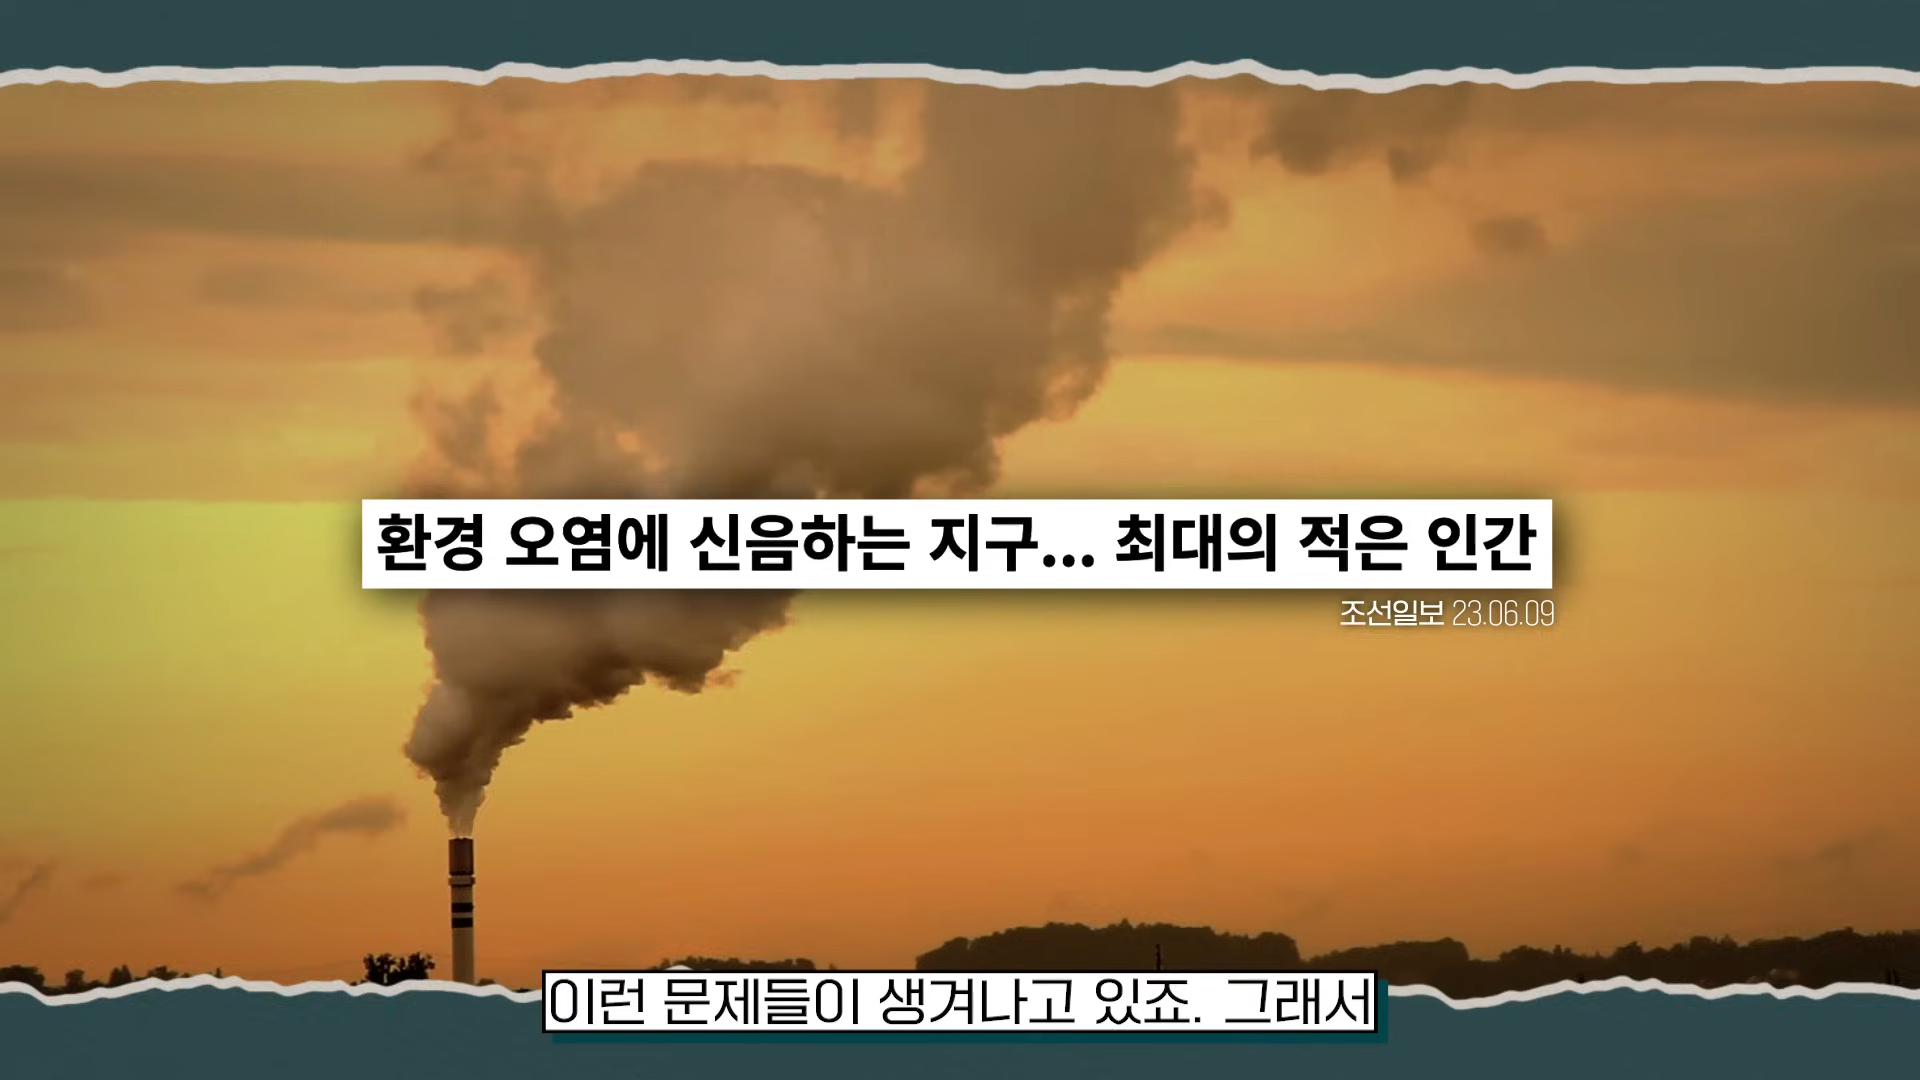 환경 오염에 신음하는 지구... 최대의 적은 인간
조선일보 23.06.09
이런 문제들이 생겨나고 있죠. 그래서